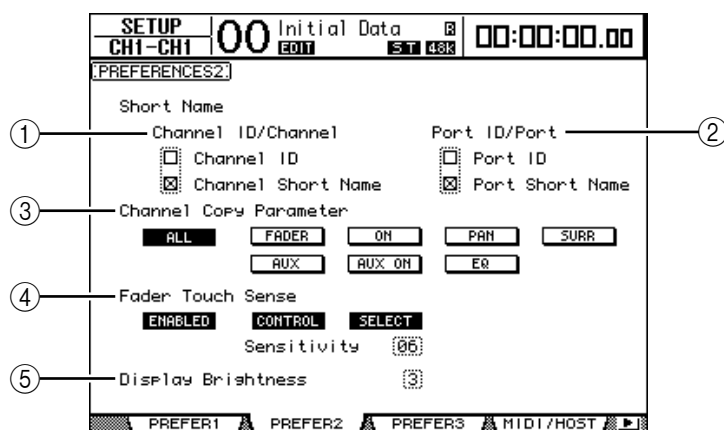 SETUP
CH1-CH1
00
Initial Data
EDIT
ST 48K
00:00:00.00
PREFERENCES2
Short Name
1
Channel ID/Channel
Port ID/Port
2
Channel ID
Port ID
Channel Short Name
Port Short Name
3
Channel Copy Parameter
ALL FADER ON PAN SURR
AUX AUX ON EQ
4
Fader Touch Sense
ENABLED CONTROL SELECT
Sensitivity 06
5
Display Brightness 3
PREFER1 PREFER2 PREFER3 MIDI/HOST